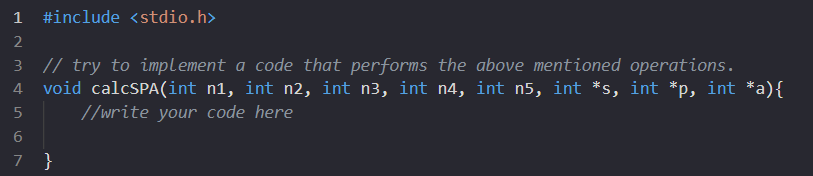 1 #include <stdio.h>
2
3 // try to implement a code that performs the above mentioned operations.
4 void calcSPA(int n1, int n2, int n3, int n4, int n5, int *s, int *p, int *a){
5     //write your code here
6
7 }